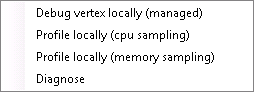 Debug vertex locally (managed)
Profile locally (cpu sampling)
Profile locally (memory sampling)
Diagnose